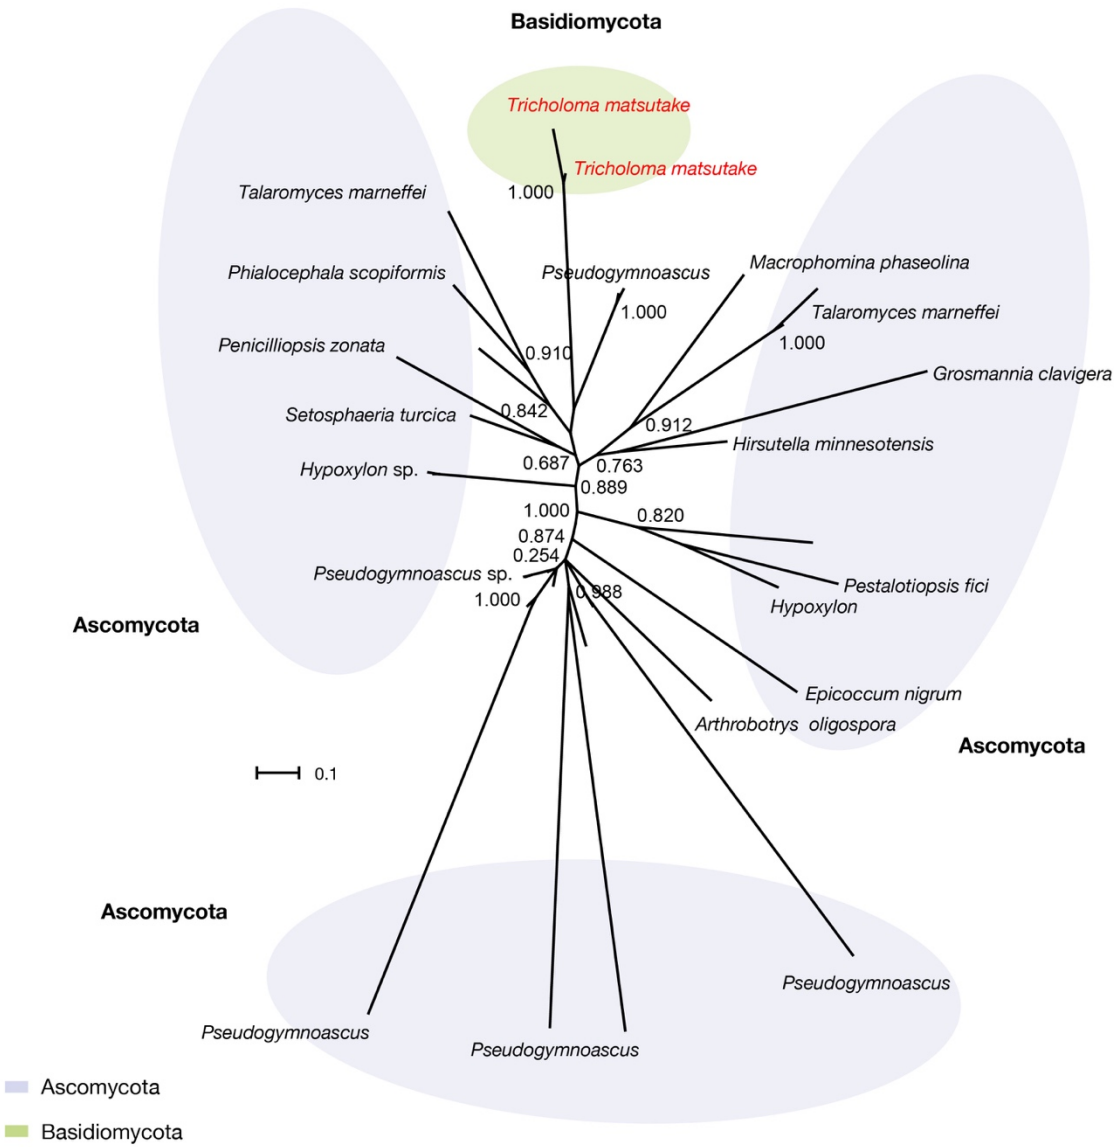 Basidiomycota
Tricholoma matsutake
Tricholoma matsutake
1.000
Talaromyces marneffei
Phialocephala scopiformis
Pseudogymnoascus
1.000
Macrophomina phaseolina
Talaromyces marneffei
1.000
Penicilliopsis zonata
0.910
Grosmannia clavigera
Setosphaeria turcica
0.842
0.912
Hirsutella minnesotensis
Hypoxylon sp.
0.687
0.763
0.889
1.000
0.820
0.874
0.254
Pseudogymnoascus sp.
1.000
0.988
Pestalotiopsis fici
Hypoxylon
Ascomycota
Epicoccum nigrum
Arthrobotrys oligospora
Ascomycota
0.1
Ascomycota
Pseudogymnoascus
Pseudogymnoascus
Pseudogymnoascus
Ascomycota
Basidiomycota